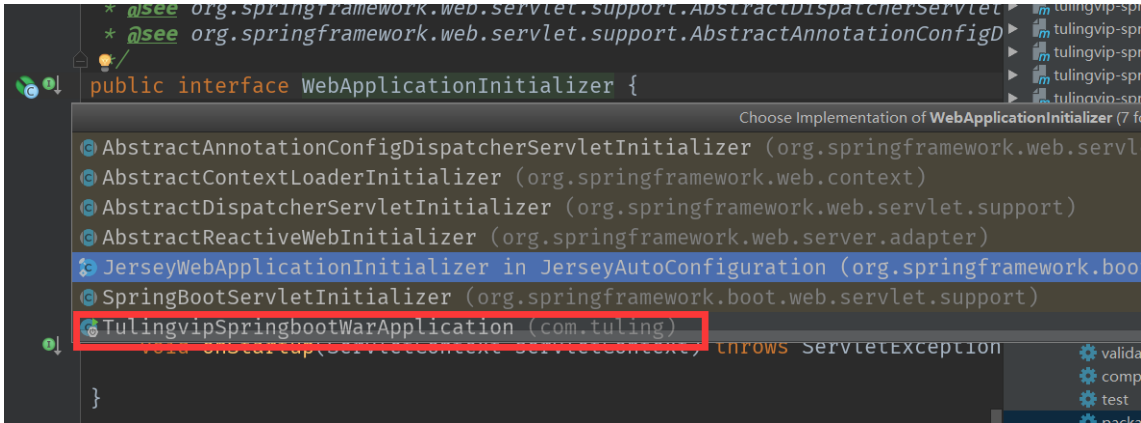 * @see org.springframework.web.servlet.support.AbstractDispatcherServlet
* @see org.springframework.web.servlet.support.AbstractAnnotationConfigD
*/
public interface WebApplicationInitializer {
Choose Implementation of WebApplicationInitializer (7 fo
AbstractAnnotationConfigDispatcherServletInitializer (org.springframework.web.servl
AbstractContextLoaderInitializer (org.springframework.web.context)
AbstractDispatcherServletInitializer (org.springframework.web.servlet.support)
AbstractReactiveWebInitializer (org.springframework.web.server.adapter)
JerseyWebApplicationInitializer in JerseyAutoConfiguration (org.springframework.boo
SpringBootServletInitializer (org.springframework.boot.web.servlet.support)
TulingvipSpringbootWarApplication (com.tuling)
void onStartup(ServletContext servletContext) throws ServletException
}
tulingvip-spr
tulingvip-spr
tulingvip-spr
tulingvip-spr
tulingvip-spr
valida
comp
test
packa